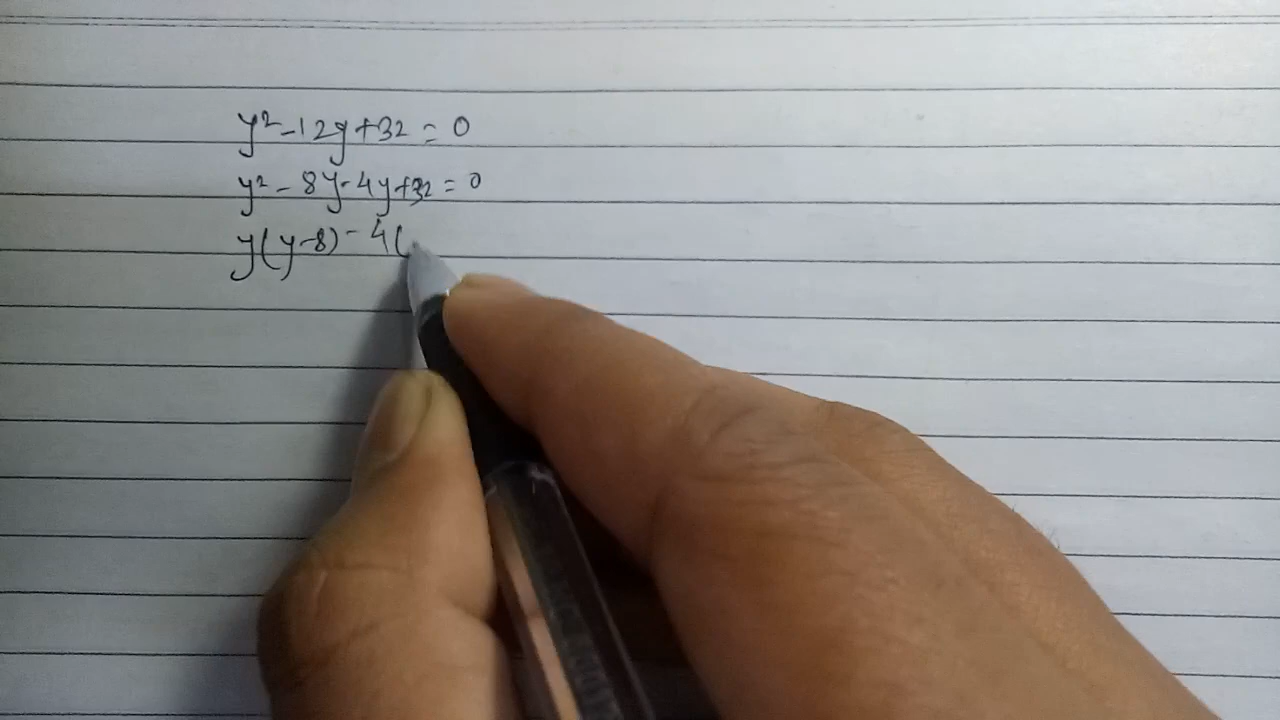 y² - 12y + 32 = 0
y² - 8y - 4y + 32 = 0
y(y - 8) - 4(